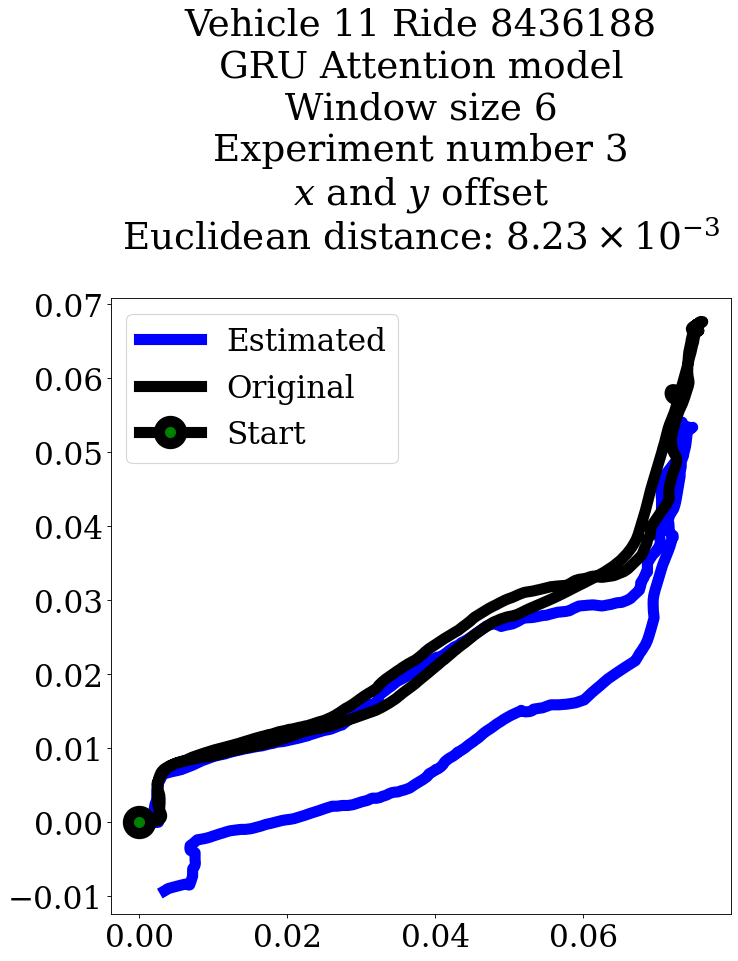 Vehicle 11 Ride 8436188
GRU Attention model
Window size 6
Experiment number 3
x and y offset
Euclidean distance: 8.23 × 10⁻³
0.07
0.06
0.05
0.04
0.03
0.02
0.01
0.00
−0.01
Estimated
Original
Start
0.00 0.02 0.04 0.06